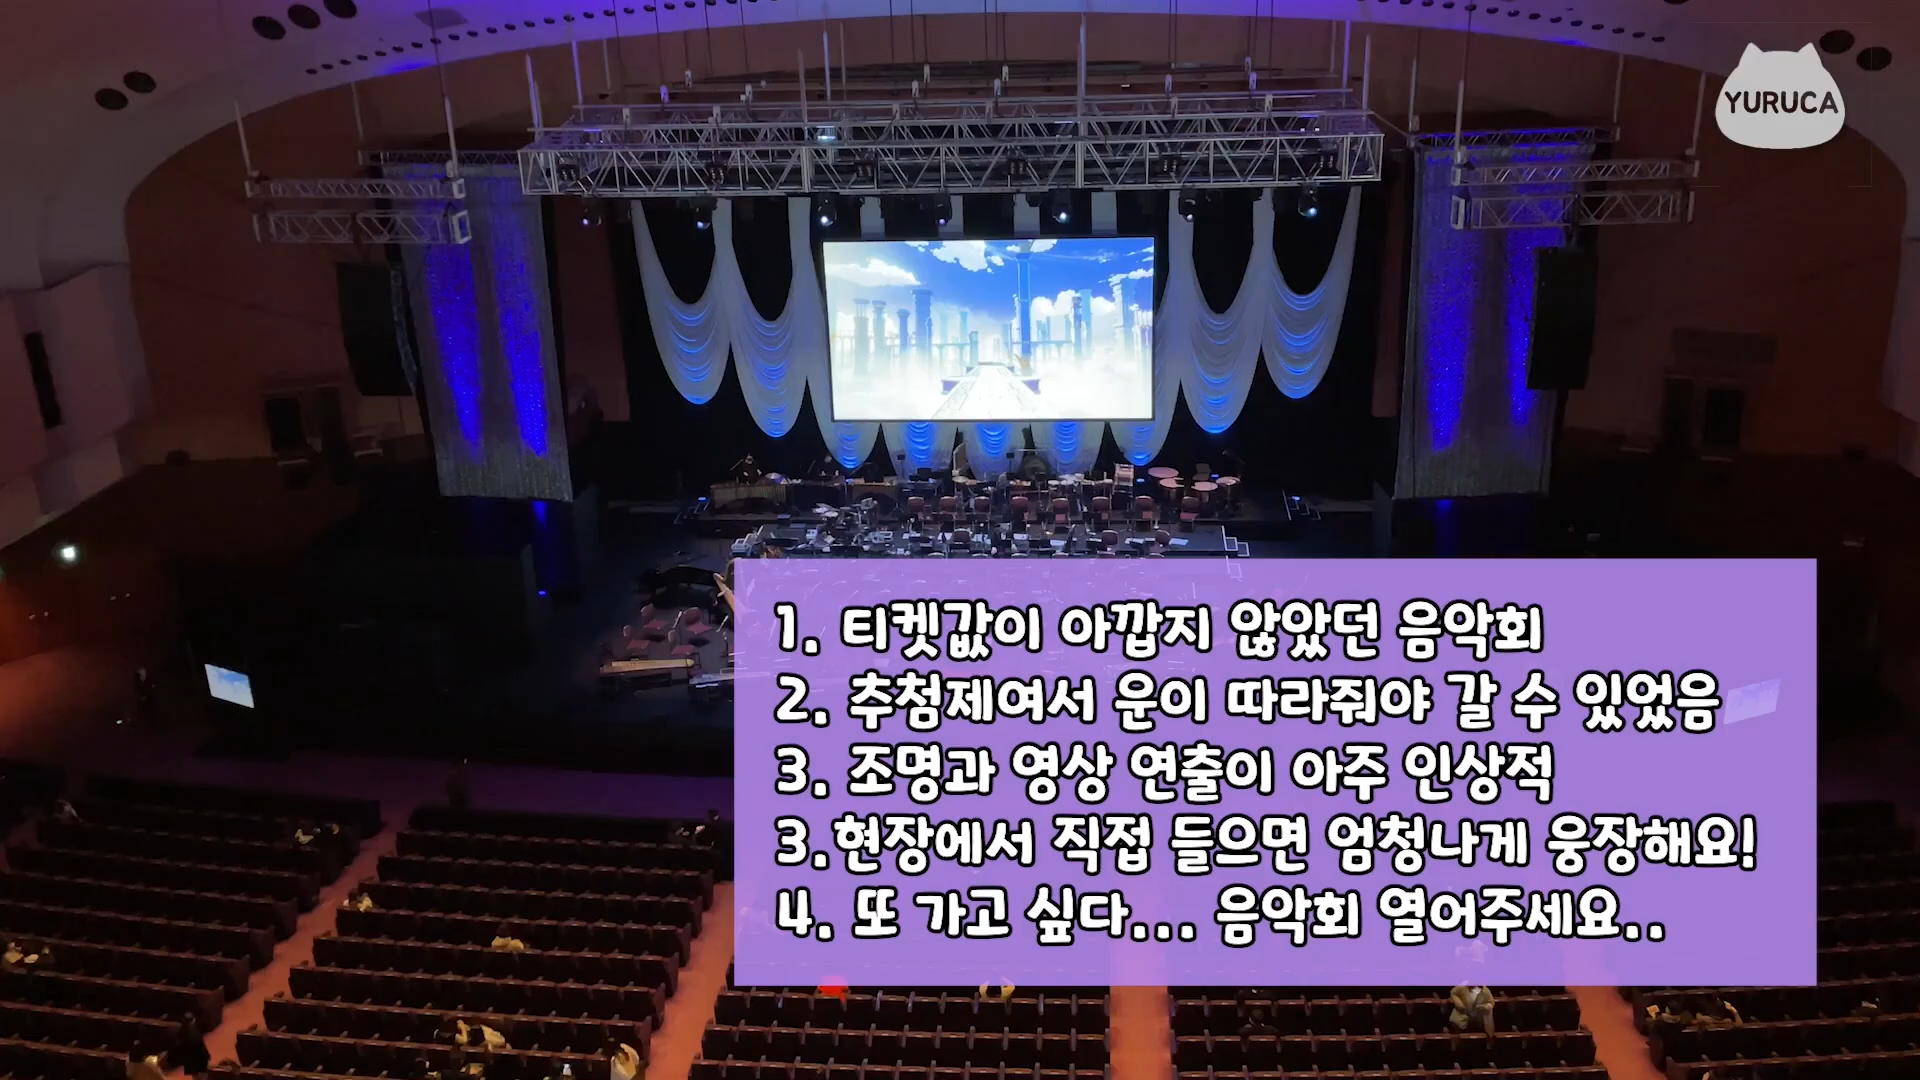 YURUCA
1. 티켓값이 아깝지 않았던 음악회
2. 추첨제여서 운이 따라줘야 갈 수 있었음
3. 조명과 영상 연출이 아주 인상적
3.현장에서 직접 들으면 엄청나게 웅장해요!
4. 또 가고 싶다... 음악회 열어주세요..